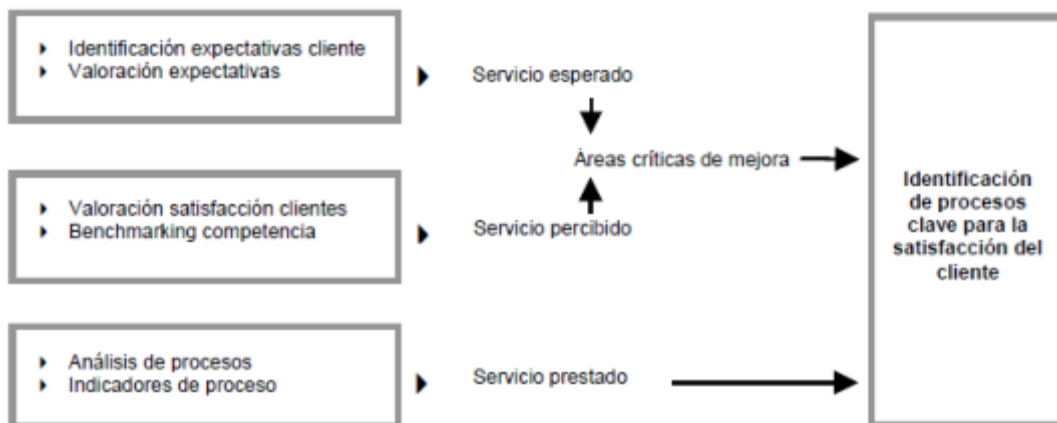 Identificación expectativas cliente
Valoración expectativas
Servicio esperado
Áreas críticas de mejora
Valoración satisfacción clientes
Benchmarking competencia
Servicio percibido
Análisis de procesos
Indicadores de proceso
Servicio prestado
Identificación
de procesos
clave para la
satisfacción del
cliente